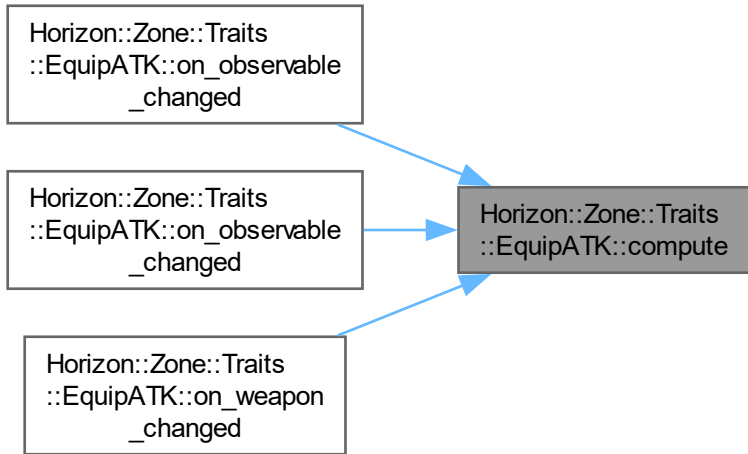 Horizon::Zone::Traits
::EquipATK::on_observable
_changed
Horizon::Zone::Traits
::EquipATK::on_observable
_changed
Horizon::Zone::Traits
::EquipATK::compute
Horizon::Zone::Traits
::EquipATK::on_weapon
_changed